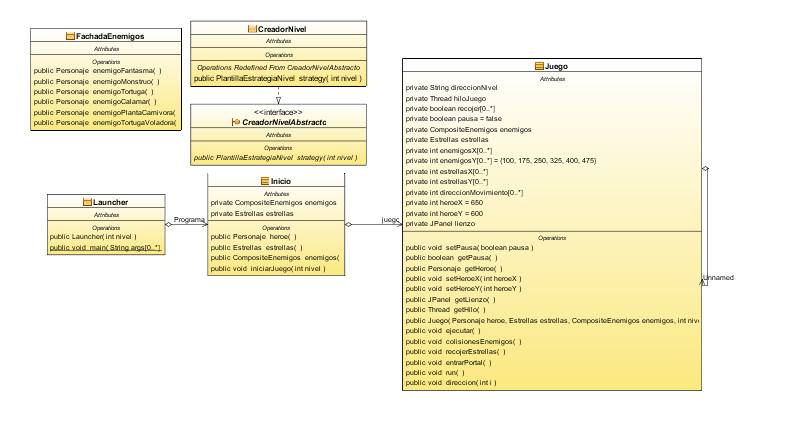 FachadaEnemigos
Attributes
Operations
public Personaje enemigoFantasma( )
public Personaje enemigoMonstruo( )
public Personaje enemigoTortuga( )
public Personaje enemigoCalamar( )
public Personaje enemigoPlantaCarnivora(
public Personaje enemigoTortugaVoladora(
CreadorNivel
Attributes
Operations
Operations Redefined From CreadorNivelAbstracto
public PlantillaEstrategiaNivel strategy( int nivel )
<<interface>>
CreadorNivelAbstracto
Attributes
Operations
public PlantillaEstrategiaNivel strategy( int nivel )
Launcher
Attributes
Operations
public Launcher( int nivel )
public void main( String args[0..*]
Programa
Inicio
Attributes
private CompositeEnemigos enemigos
private Estrellas estrellas
Operations
public Personaje heroe( )
public Estrellas estrellas( )
public CompositeEnemigos enemigos(
public void iniciarJuego( int nivel )
juego
Juego
Attributes
private String direccionNivel
private Thread hiloJuego
private boolean recojer[0..*]
private boolean pausa = false
private CompositeEnemigos enemigos
private Estrellas estrellas
private int enemigosX[0..*]
private int enemigosY[0..*] = {100, 175, 250, 325, 400, 475}
private int estrellasX[0..*]
private int estrellasY[0..*]
private int direccionMovimiento[0..*]
private int heroeX = 650
private int heroeY = 600
private JPanel lienzo
Operations
public void setPausa( boolean pausa )
public boolean getPausa( )
public Personaje getHeroe( )
public void setHeroeX( int heroeX )
public void setHeroeY( int heroeY )
public JPanel getLienzo( )
public Thread getHilo( )
public Juego( Personaje heroe, Estrellas estrellas, CompositeEnemigos enemigos, int nive
public void ejecutar( )
public void colisionesEnemigos( )
public void recojerEstrellas( )
public void entrarPortal( )
public void run( )
public void direccion( int i )
Unnamed